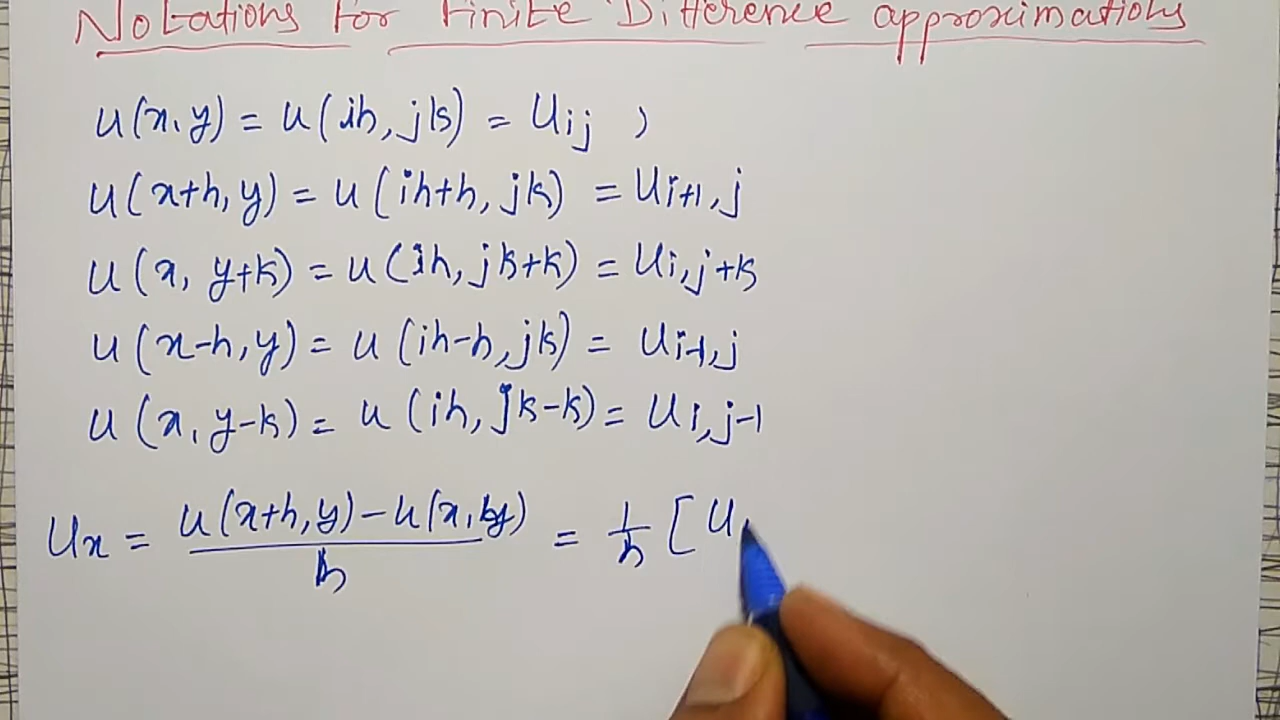 Notations for Finite Difference approximations
u(x,y) = u(ih, jk) = Uij ,
u(x+h, y) = u(ih+h, jk) = Ui+1,j
u(x, y+k) = u(ih, jk+k) = Ui,j+k
u(x-h, y) = u(ih-h, jk) = Ui-1,j
u(x, y-k) = u(ih, jk-k) = Ui,j-1
Ux = u(x+h, y) - u(x, y) / h = 1/h [ U